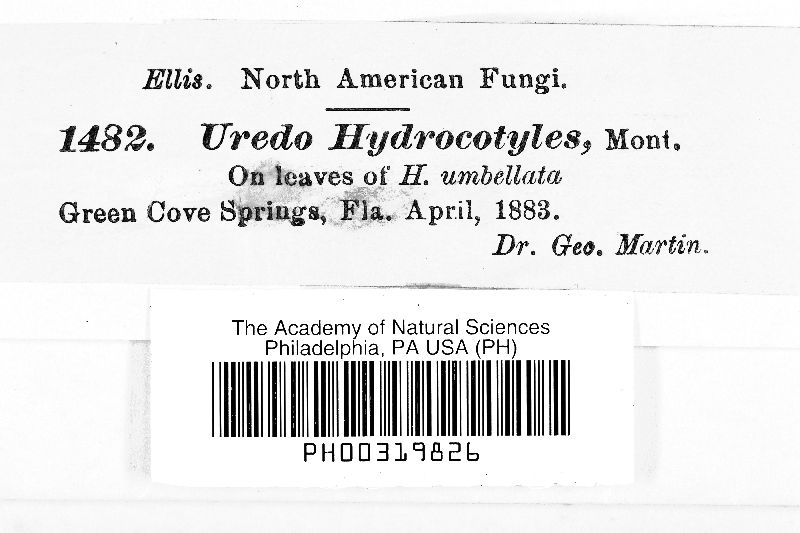 Ellis. North American Fungi.
1482. Uredo Hydrocotyles, Mont.
On leaves of H. umbellata
Green Cove Springs, Fla. April, 1883.
Dr. Geo. Martin.
The Academy of Natural Sciences
Philadelphia, PA USA (PH)
PH00319826